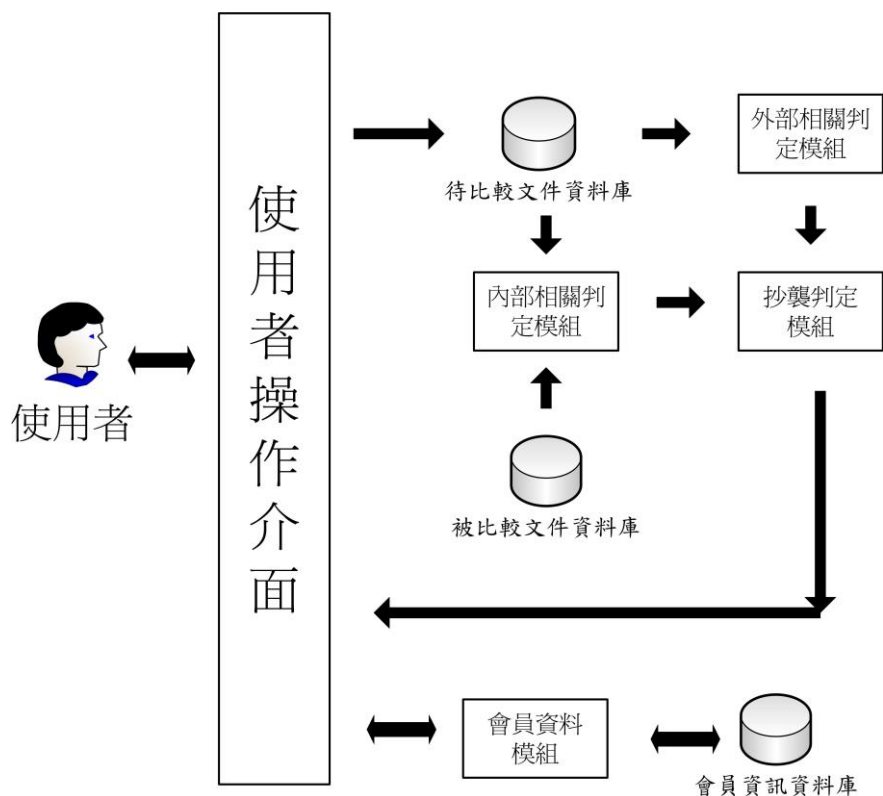 使用者
使用者操作介面
待比較文件資料庫
外部相關判
定模組
內部相關判
定模組
抄襲判定
模組
被比較文件資料庫
會員資料
模組
會員資訊資料庫